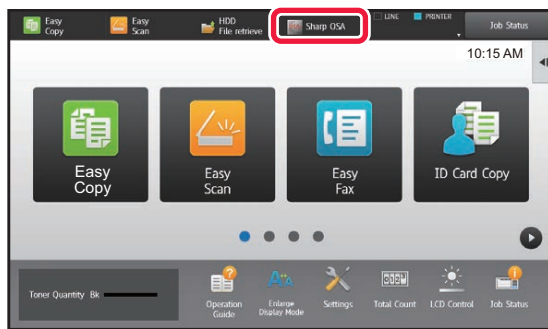 Easy
Copy
Easy
Scan
HDD
File retrieve
Sharp OSA
LINE
PRINTER
Job Status
10:15 AM
Easy
Copy
Easy
Scan
Easy
Fax
ID Card Copy
Toner Quantity Bk
Operation
Guide
Enlarge
Display Mode
Settings
Total Count
LCD Control
Job Status